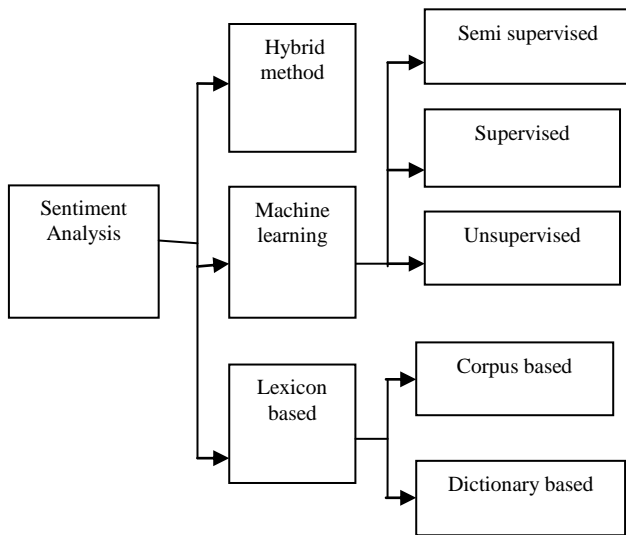 Sentiment
Analysis
Hybrid
method
Machine
learning
Lexicon
based
Semi supervised
Supervised
Unsupervised
Corpus based
Dictionary based